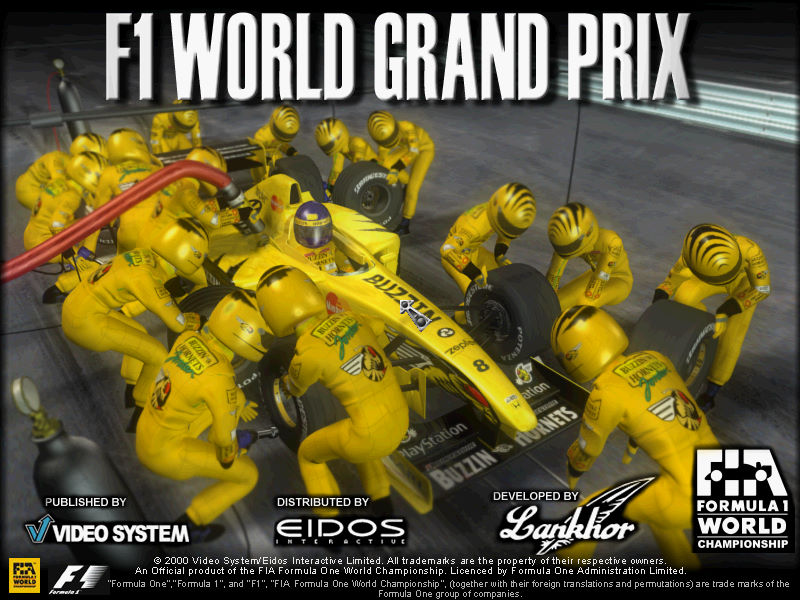 F1 WORLD GRAND PRIX
BUZZIN
zepter
8
PlayStation
BUZZIN HORNETS
PUBLISHED BY
VIDEO SYSTEM
DISTRIBUTED BY
EIDOS
INTERACTIVE
DEVELOPED BY
Lankhor
FORMULA 1
WORLD
CHAMPIONSHIP
© 2000 Video System/Eidos Interactive Limited. All trademarks are the property of their respective owners.
An Official product of the FIA Formula One World Championship. Licenced by Formula One Administration Limited.
"Formula One","Formula 1", and "F1", "FIA Formula One World Championship", (together with their foreign translations and permutations) are trade marks of the
Formula One group of companies.
F1
Formula 1